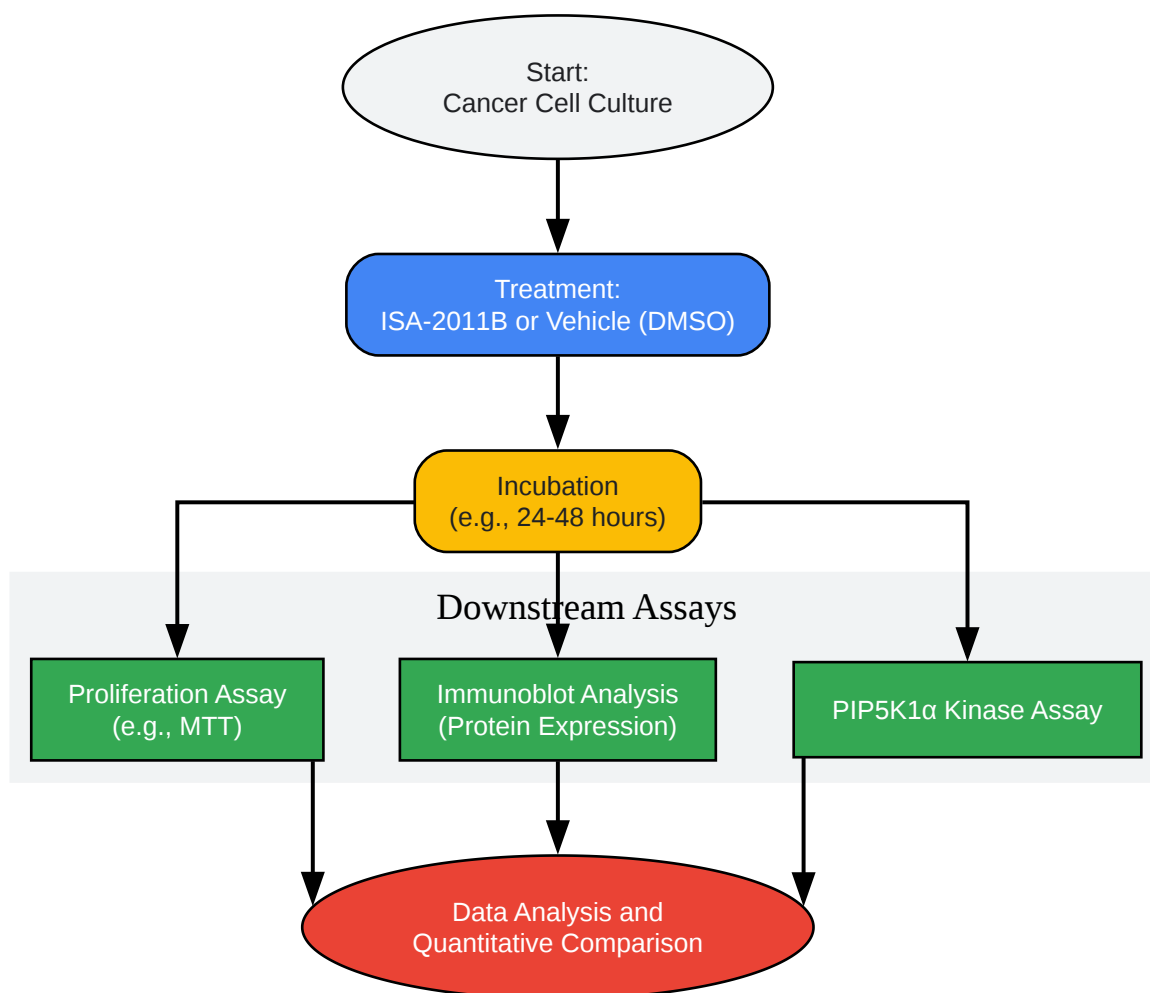 Start:
Cancer Cell Culture
Treatment:
ISA-2011B or Vehicle (DMSO)
Incubation
(e.g., 24-48 hours)
Downstream Assays
Proliferation Assay
(e.g., MTT)
Immunoblot Analysis
(Protein Expression)
PIP5K1α Kinase Assay
Data Analysis and
Quantitative Comparison